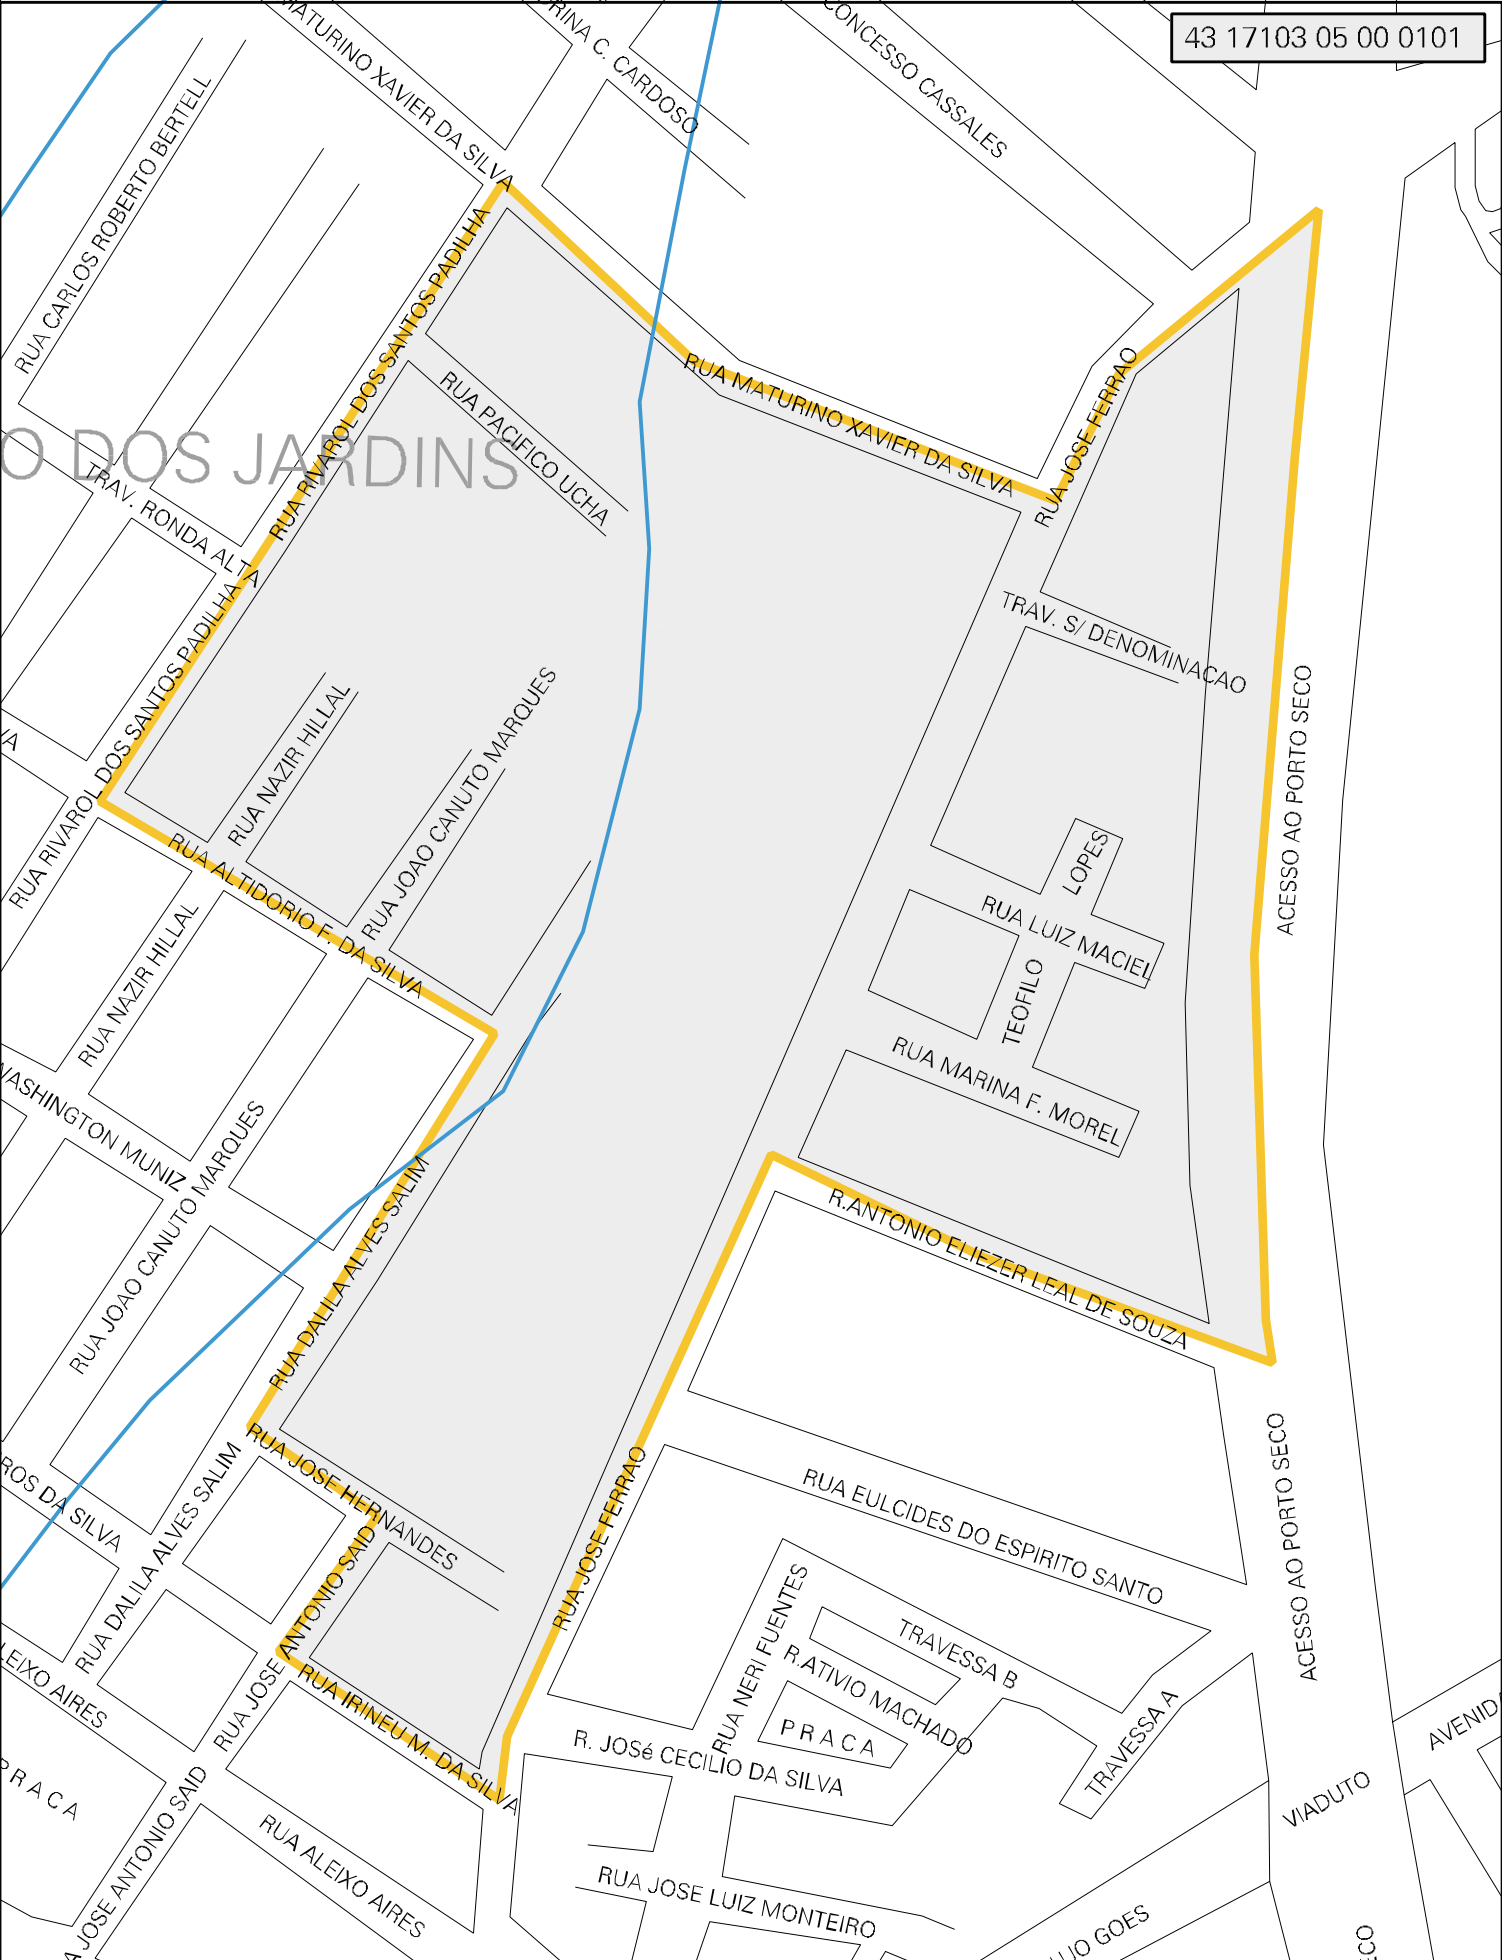 43 17103 05 00 0101
MATURINO XAVIER DA SILVA
RINA C. CARDOSO
CONCESSO CASSALES
RUA CARLOS ROBERTO BERTELL
RUA RIVAROL DOS SANTOS PADILHA
RUA PACIFICO UCHA
RUA MATURINO XAVIER DA SILVA
RUA JOSE FERRAO
O DOS JARDINS
TRAV. RONDA ALTA
TRAV. S/ DENOMINACAO
RUA RIVAROL DOS SANTOS PADILHA
VA
RUA NAZIR HILLAL
RUA JOAO CANUTO MARQUES
ACESSO AO PORTO SECO
RUA ALTIDORIO F. DA SILVA
LOPES
RUA LUIZ MACIEL
TEOFILO
RUA NAZIR HILLAL
RUA MARINA F. MOREL
WASHINGTON MUNIZ
RUA JOAO CANUTO MARQUES
RUA DALILA ALVES SALIM
R.ANTONIO ELIEZER LEAL DE SOUZA
RUA JOSE HERNANDES
ROS DA SILVA
RUA DALILA ALVES SALIM
RUA JOSE FERRAO
RUA EULCIDES DO ESPIRITO SANTO
ACESSO AO PORTO SECO
RUA JOSE ANTONIO SAID
RUA NERI FUENTES
TRAVESSA B
R.ATIVIO MACHADO
TRAVESSA A
LEIXO AIRES
RUA IRINEU M. DA SILVA
P R A C A
R. JOSé CECILIO DA SILVA
AVENID
VIADUTO
P R A C A
RUA ALEIXO AIRES
A JOSE ANTONIO SAID
RUA JOSE LUIZ MONTEIRO
UJO GOES
ECO